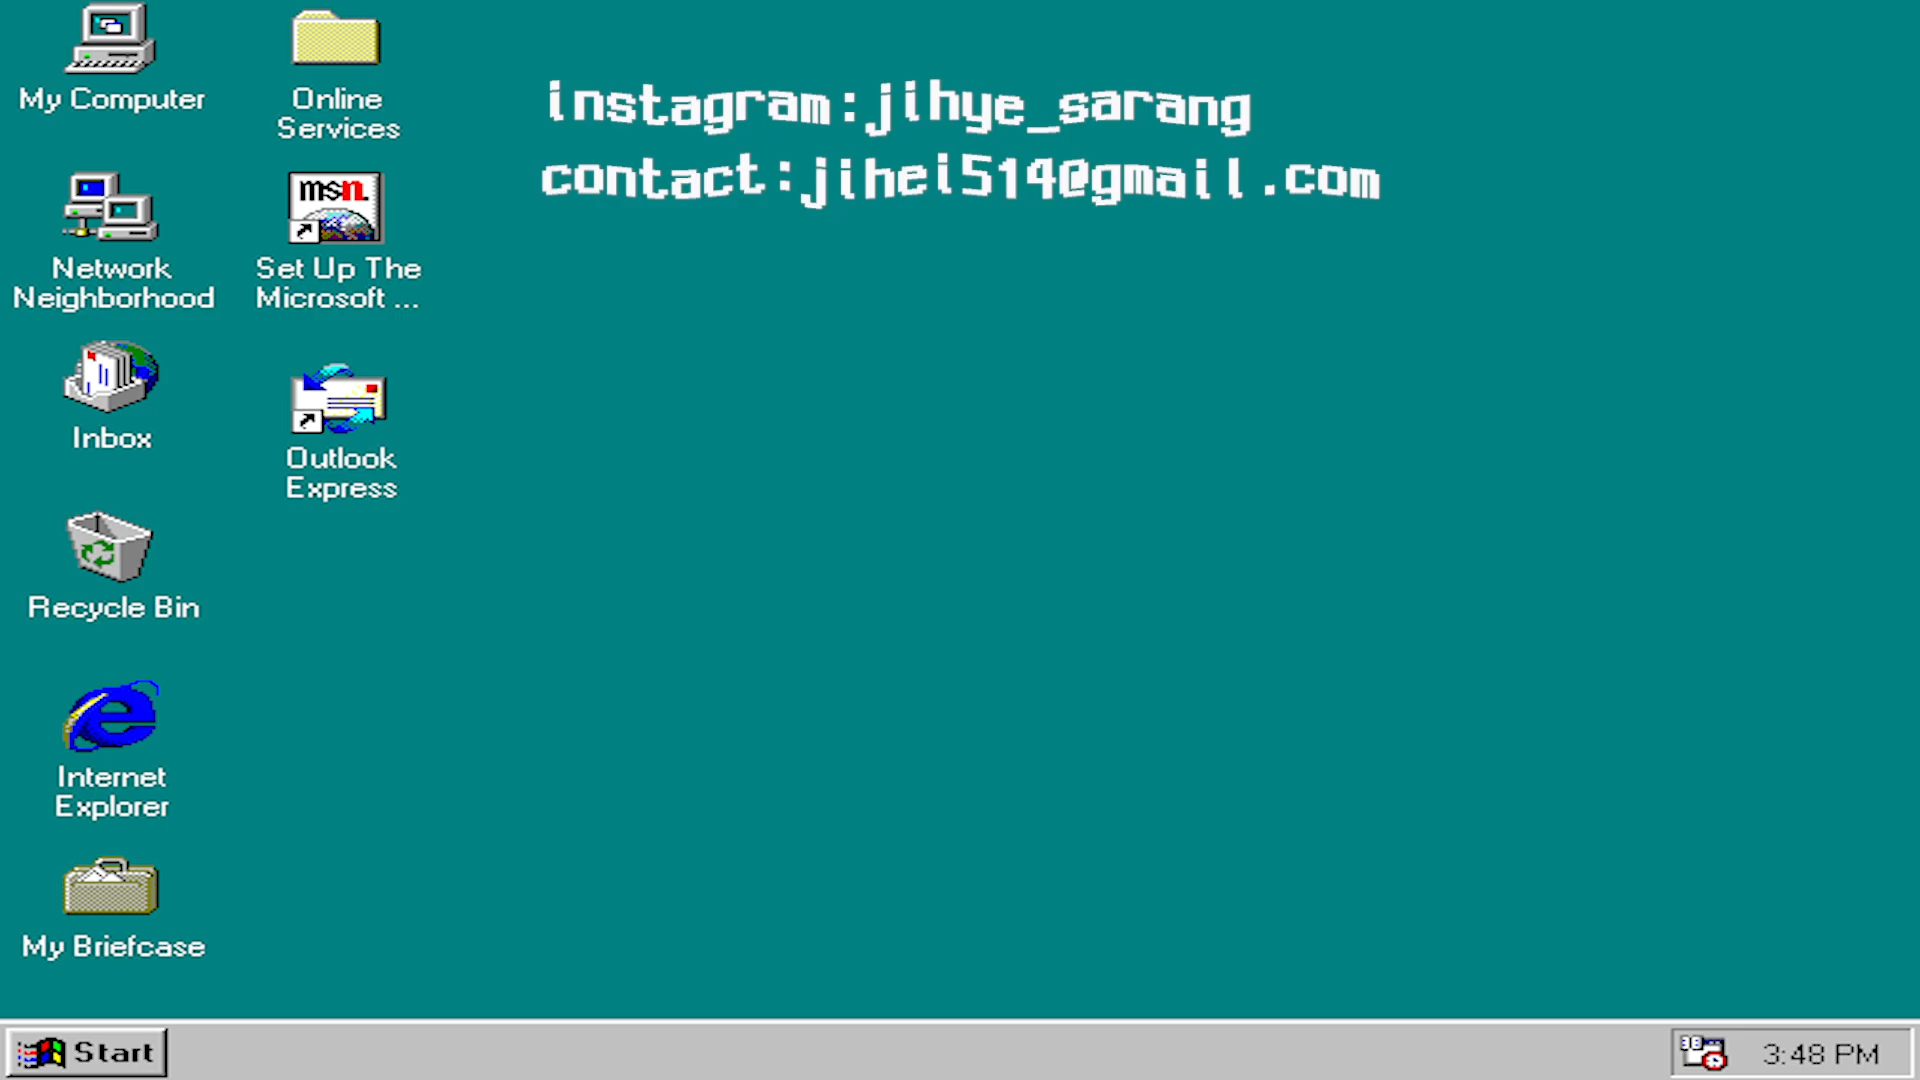 My Computer
Online
Services
instagram:jihye_sarang
contact:jihei514@gmail.com
msn.
Network
Neighborhood
Set Up The
Microsoft ...
Inbox
Outlook
Express
Recycle Bin
Internet
Explorer
My Briefcase
Start
3:48 PM